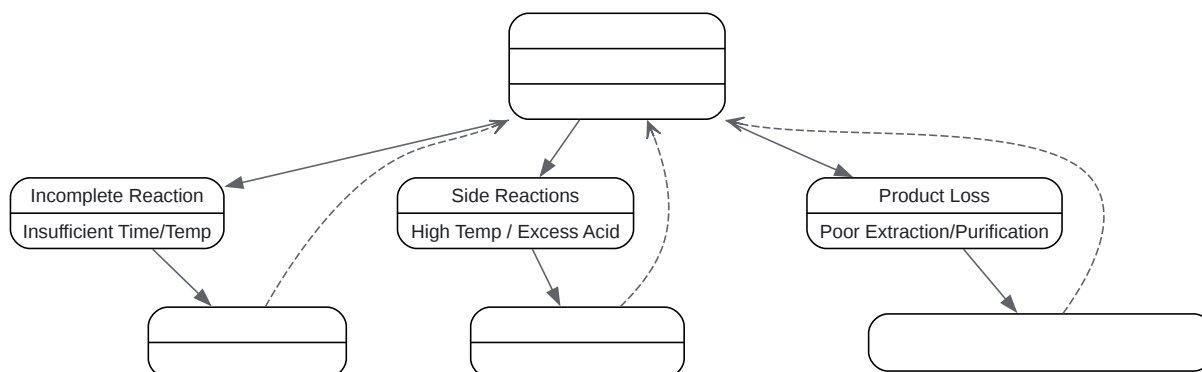 Incomplete Reaction
Insufficient Time/Temp
Side Reactions
High Temp / Excess Acid
Product Loss
Poor Extraction/Purification